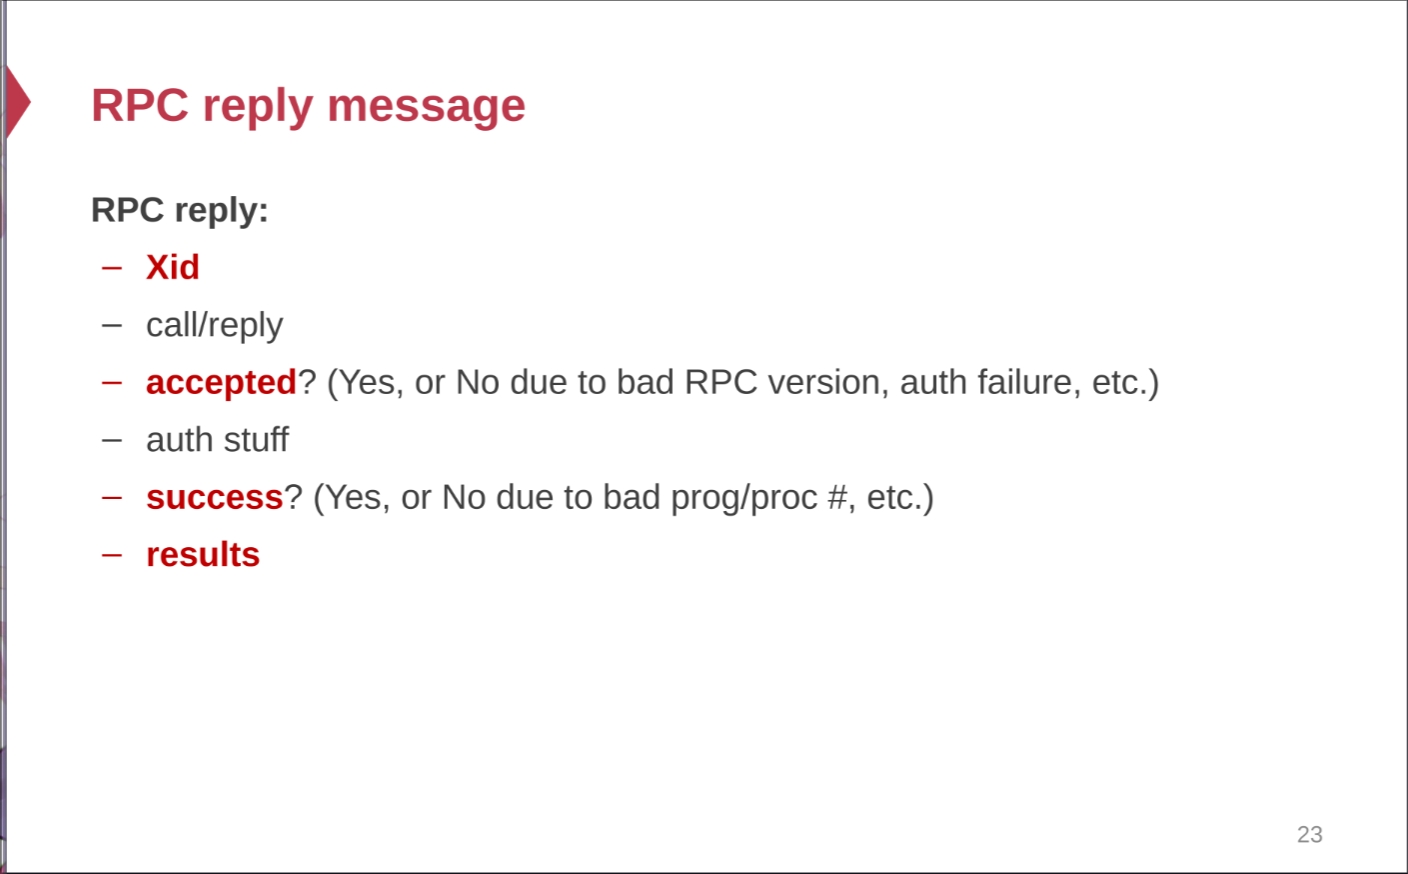 RPC reply message
RPC reply:
– Xid
– call/reply
– accepted? (Yes, or No due to bad RPC version, auth failure, etc.)
– auth stuff
– success? (Yes, or No due to bad prog/proc #, etc.)
– results
23